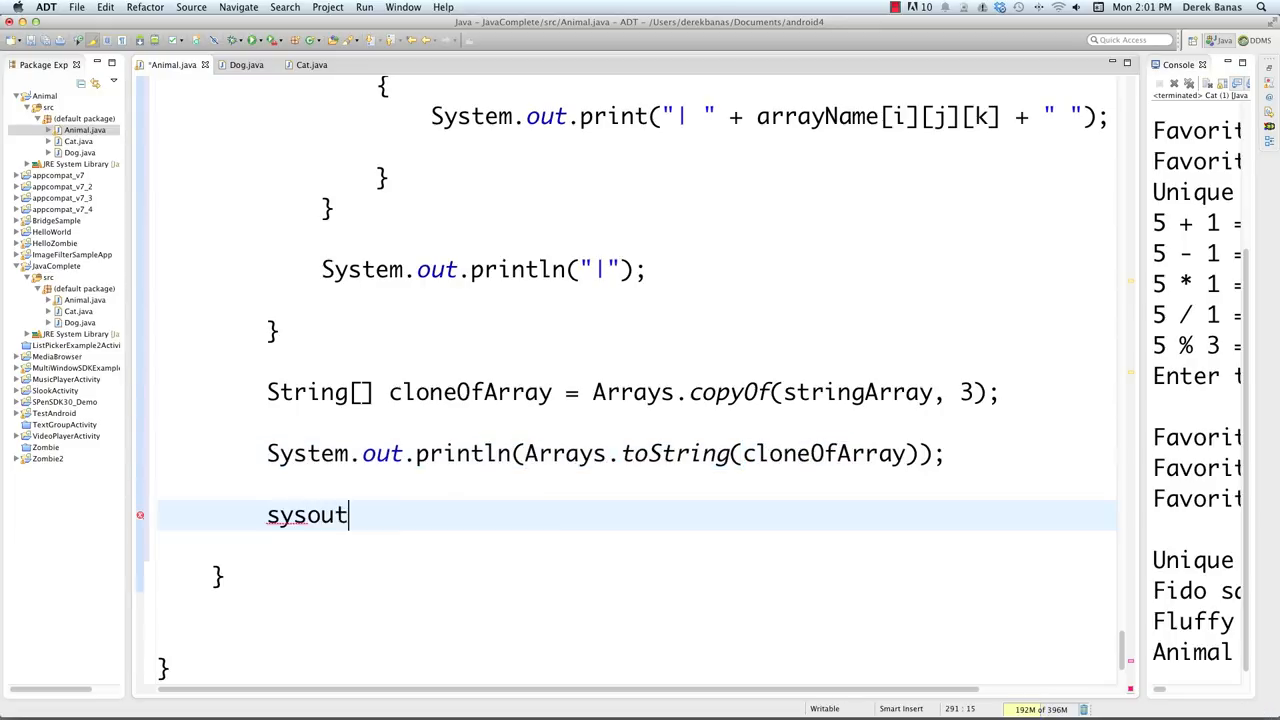 ADT File Edit Refactor Source Navigate Search Project Run Window Help 10 Mon 2:01 PM Derek Banas
Java - JavaComplete/src/Animal.java - ADT - /Users/derekbanas/Documents/android4
Quick Access Java DDMS
Package Exp *Animal.java Dog.java Cat.java Console
<terminated> Cat (1) [Java
Animal
src
(default package)
Animal.java
Cat.java
Dog.java
JRE System Library [Ja
appcompat_v7
appcompat_v7_2
appcompat_v7_3
appcompat_v7_4
BridgeSample
HelloWorld
HelloZombie
ImageFilterSampleApp
JavaComplete
src
(default package)
Animal.java
Cat.java
Dog.java
JRE System Library [Ja
ListPickerExample2Activi
MediaBrowser
MultiWindowSDKExample
MusicPlayerActivity
SlookActivity
SPenSDK30_Demo
TestAndroid
TextGroupActivity
VideoPlayerActivity
Zombie
Zombie2
{
System.out.print("| " + arrayName[i][j][k] + " ");
}
}
System.out.println("|");
}
String[] cloneOfArray = Arrays.copyOf(stringArray, 3);
System.out.println(Arrays.toString(cloneOfArray));
sysout
}
}
Favorit
Favorit
Unique
5 + 1 =
5 - 1 =
5 * 1 =
5 / 1 =
5 % 3 =
Enter t
Favorit
Favorit
Favorit
Unique
Fido sa
Fluffy
Animal
Writable Smart Insert 291 : 15 192M of 396M